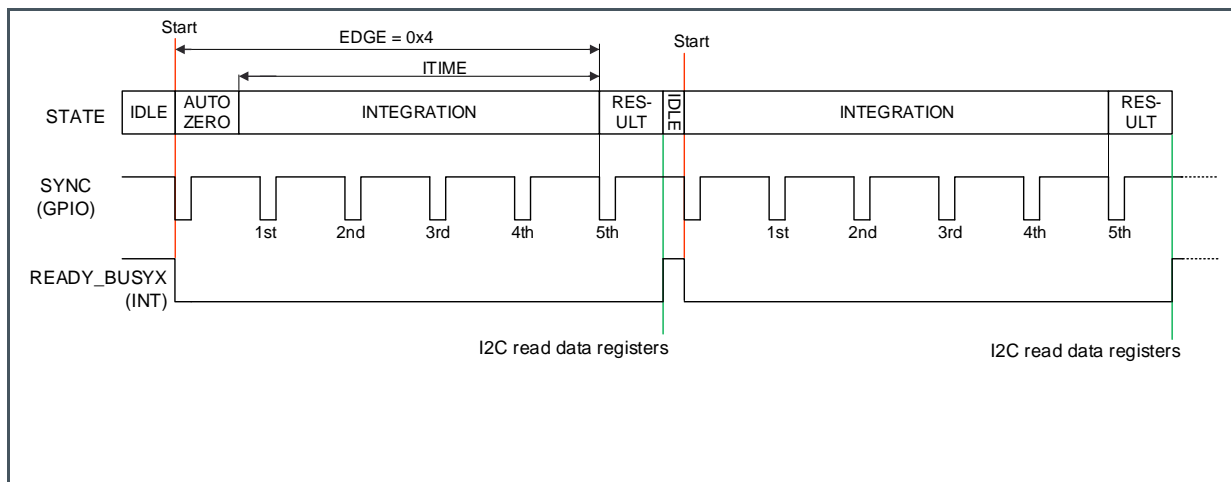 Start
EDGE = 0x4
Start
ITIME
STATE
IDLE
AUTO
ZERO
INTEGRATION
RES-
ULT
IDLE
INTEGRATION
RES-
ULT
SYNC
(GPIO)
1st
2nd
3rd
4th
5th
1st
2nd
3rd
4th
5th
READY_BUSYX
(INT)
I2C read data registers
I2C read data registers